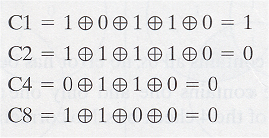 C1 = 1⊕0⊕1⊕1⊕0 = 1
C2 = 1⊕1⊕1⊕1⊕0 = 0
C4 = 0⊕1⊕1⊕0 = 0
C8 = 1⊕1⊕0⊕0 = 0